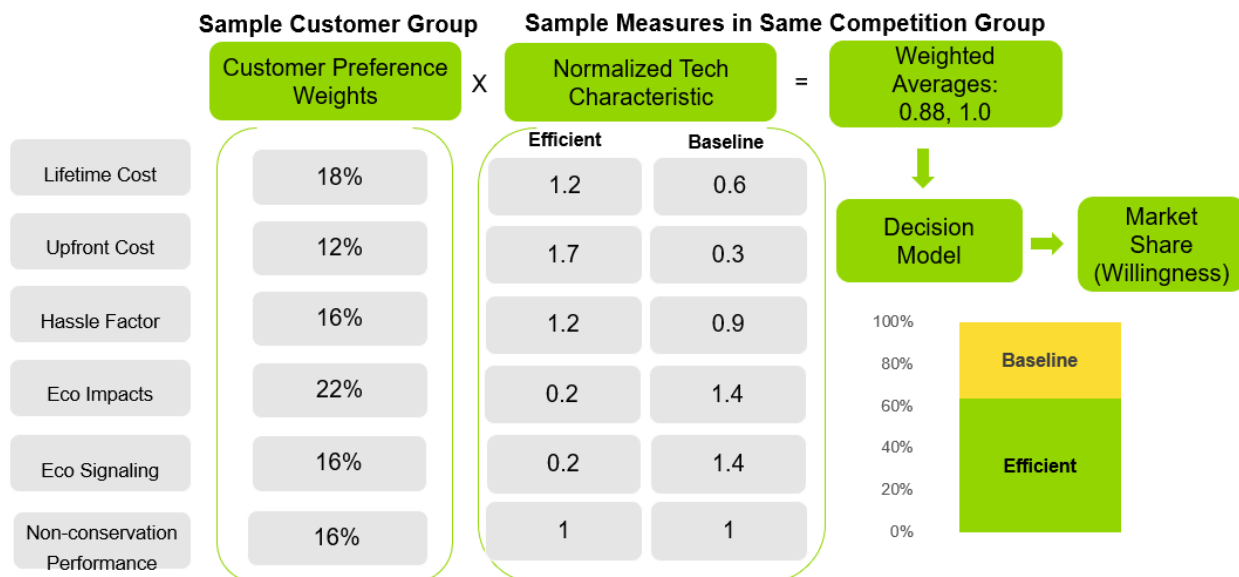 Sample Customer Group
Sample Measures in Same Competition Group
Customer Preference
Weights
X
Normalized Tech
Characteristic
=
Weighted
Averages:
0.88, 1.0
Efficient
Baseline
Lifetime Cost
18%
1.2
0.6
Upfront Cost
12%
1.7
0.3
Hassle Factor
16%
1.2
0.9
Eco Impacts
22%
0.2
1.4
Eco Signaling
16%
0.2
1.4
Non-conservation
Performance
16%
1
1
Decision
Model
Market
Share
(Willingness)
100%
80%
60%
40%
20%
0%
Baseline
Efficient